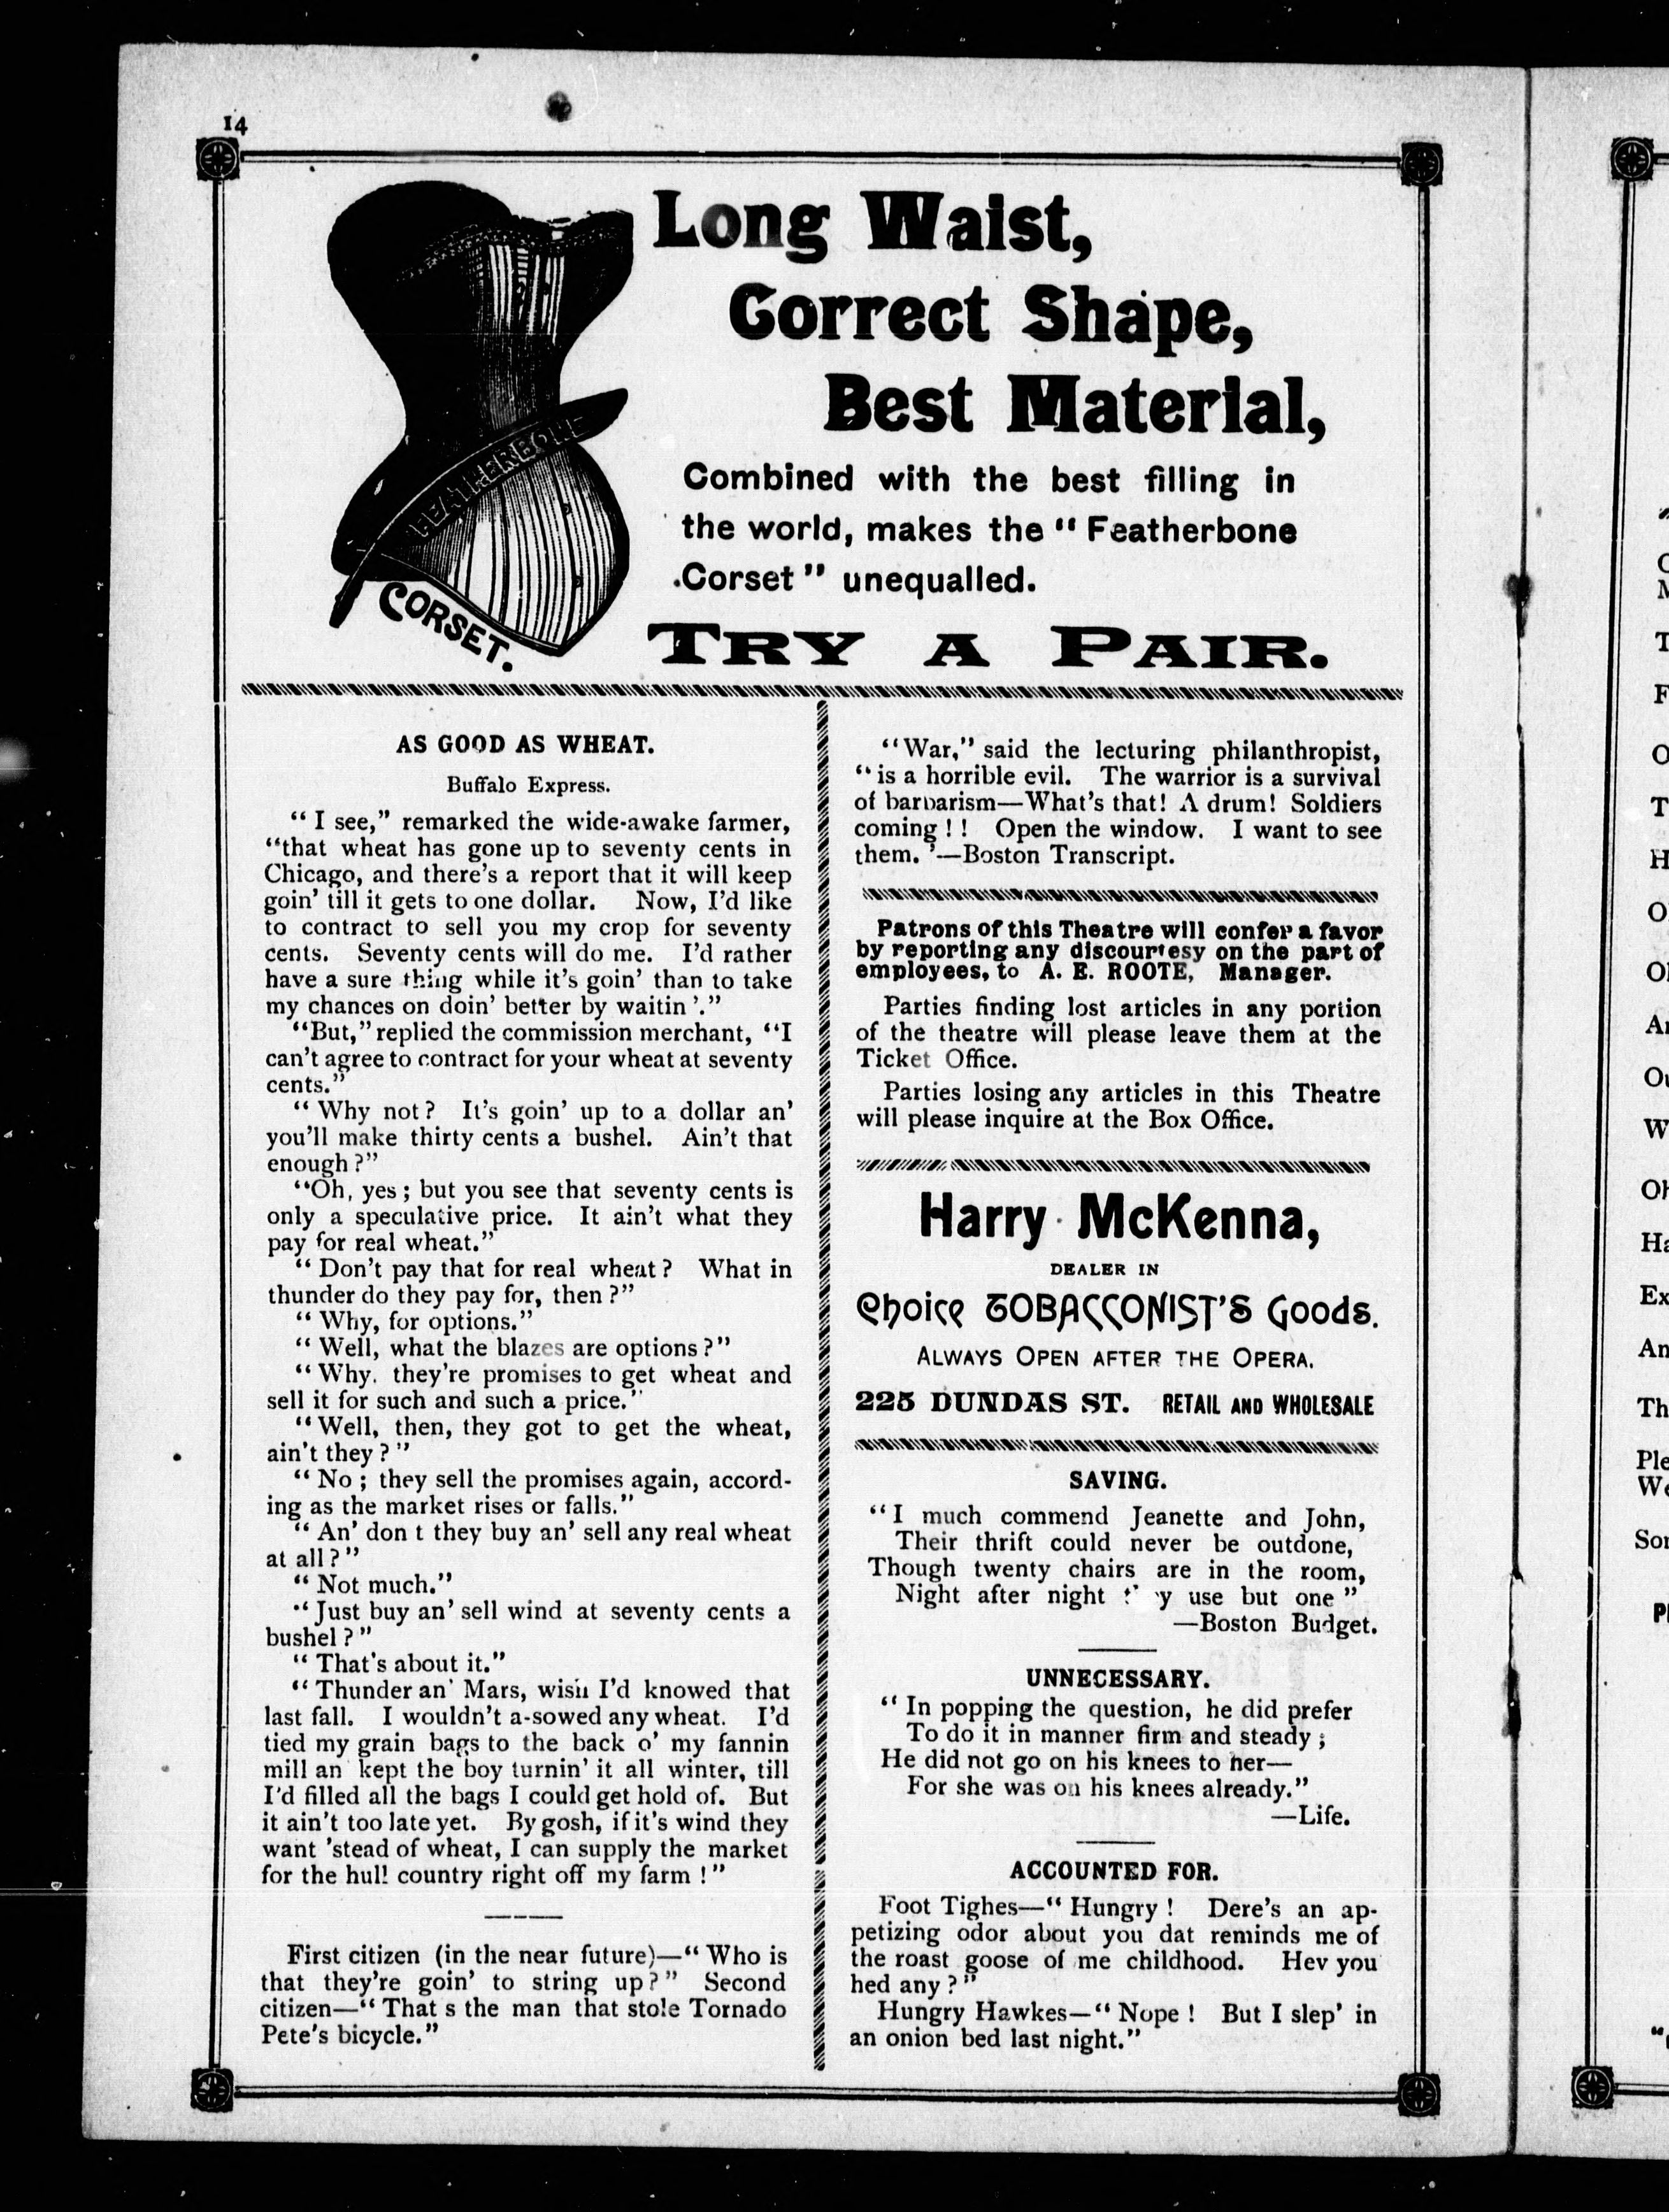 14
Long Waist,
Correct Shape,
Best Material,
Combined with the best filling in
the world, makes the "Featherbone
Corset" unequalled.
TRY A PAIR.
FEATHERBONE
CORSET.
AS GOOD AS WHEAT.
Buffalo Express.
"I see," remarked the wide-awake farmer,
"that wheat has gone up to seventy cents in
Chicago, and there's a report that it will keep
goin' till it gets to one dollar. Now, I'd like
to contract to sell you my crop for seventy
cents. Seventy cents will do me. I'd rather
have a sure thing while it's goin' than to take
my chances on doin' better by waitin'."
"But," replied the commission merchant, "I
can't agree to contract for your wheat at seventy
cents."
"Why not? It's goin' up to a dollar an'
you'll make thirty cents a bushel. Ain't that
enough?"
"Oh, yes; but you see that seventy cents is
only a speculative price. It ain't what they
pay for real wheat."
"Don't pay that for real wheat? What in
thunder do they pay for, then?"
"Why, for options."
"Well, what the blazes are options?"
"Why, they're promises to get wheat and
sell it for such and such a price."
"Well, then, they got to get the wheat,
ain't they?"
"No; they sell the promises again, accord-
ing as the market rises or falls."
"An' don t they buy an' sell any real wheat
at all?"
"Not much."
"Just buy an' sell wind at seventy cents a
bushel?"
"That's about it."
"Thunder an' Mars, wish I'd knowed that
last fall. I wouldn't a-sowed any wheat. I'd
tied my grain bags to the back o' my fannin
mill an' kept the boy turnin' it all winter, till
I'd filled all the bags I could get hold of. But
it ain't too late yet. By gosh, if it's wind they
want 'stead of wheat, I can supply the market
for the hull country right off my farm!"
First citizen (in the near future)—"Who is
that they're goin' to string up?" Second
citizen—"That s the man that stole Tornado
Pete's bicycle."
"War," said the lecturing philanthropist,
"is a horrible evil. The warrior is a survival
of barbarism—What's that! A drum! Soldiers
coming!! Open the window. I want to see
them.'—Boston Transcript.
Patrons of this Theatre will confer a favor
by reporting any discourtesy on the part of
employees, to A. E. ROOTE, Manager.
Parties finding lost articles in any portion
of the theatre will please leave them at the
Ticket Office.
Parties losing any articles in this Theatre
will please inquire at the Box Office.
Harry McKenna,
DEALER IN
Choice TOBACCONIST'S Goods.
ALWAYS OPEN AFTER THE OPERA.
225 DUNDAS ST. RETAIL AND WHOLESALE
SAVING.
"I much commend Jeanette and John,
Their thrift could never be outdone,
Though twenty chairs are in the room,
Night after night they use but one"
—Boston Budget.
UNNECESSARY.
"In popping the question, he did prefer
To do it in manner firm and steady;
He did not go on his knees to her—
For she was on his knees already."
—Life.
ACCOUNTED FOR.
Foot Tighes—"Hungry! Dere's an ap-
petizing odor about you dat reminds me of
the roast goose of me childhood. Hev you
hed any?"
Hungry Hawkes—"Nope! But I slep' in
an onion bed last night."